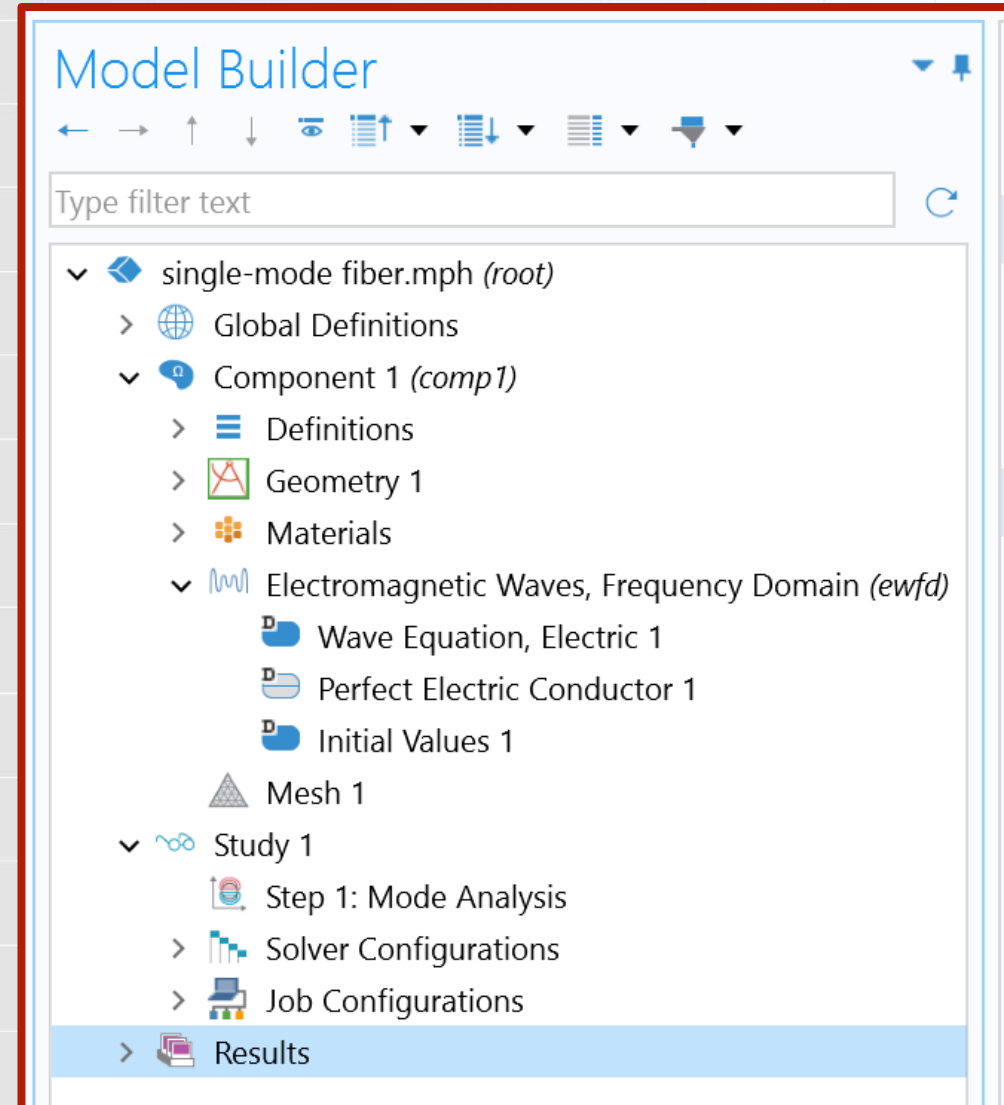 Model Builder
Type filter text
single-mode fiber.mph (root)
Global Definitions
Component 1 (comp1)
Definitions
Geometry 1
Materials
Electromagnetic Waves, Frequency Domain (ewfd)
D Wave Equation, Electric 1
D Perfect Electric Conductor 1
D Initial Values 1
Mesh 1
Study 1
Step 1: Mode Analysis
Solver Configurations
Job Configurations
Results